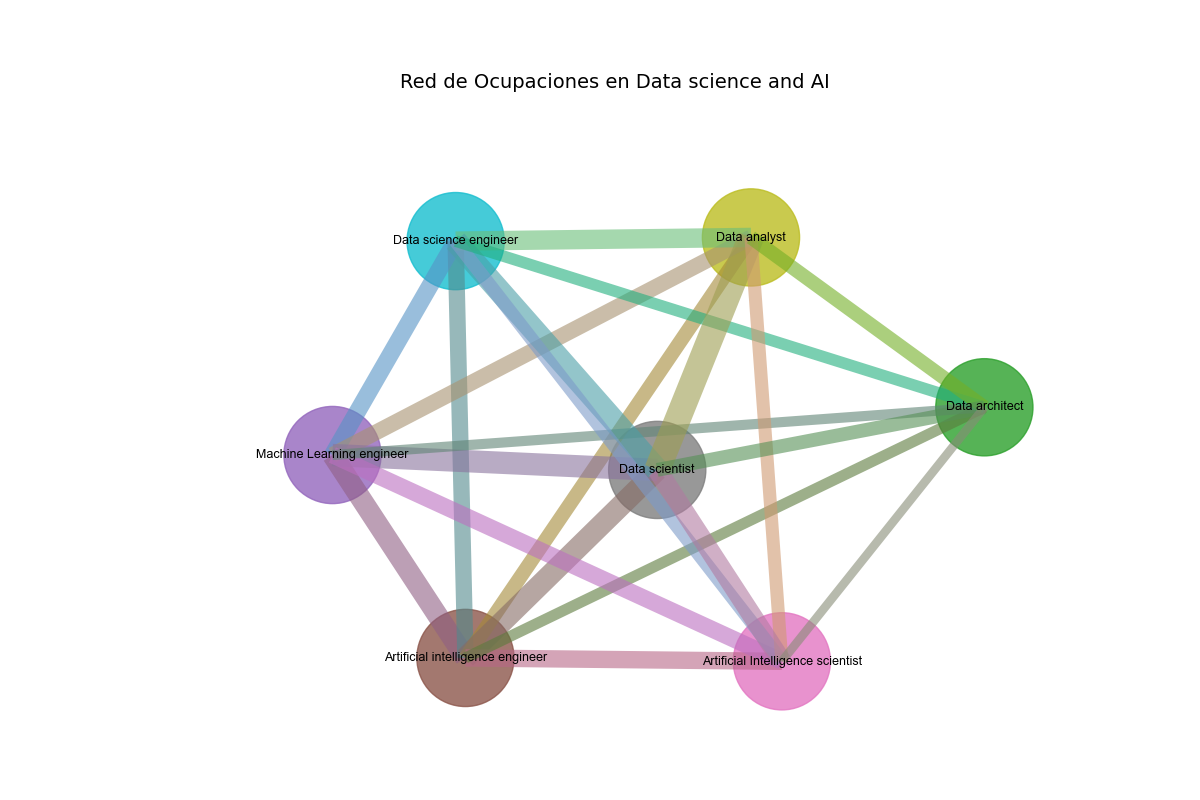 Red de Ocupaciones en Data science and AI
Data science engineer
Data analyst
Data architect
Machine Learning engineer
Data scientist
Artificial intelligence engineer
Artificial Intelligence scientist